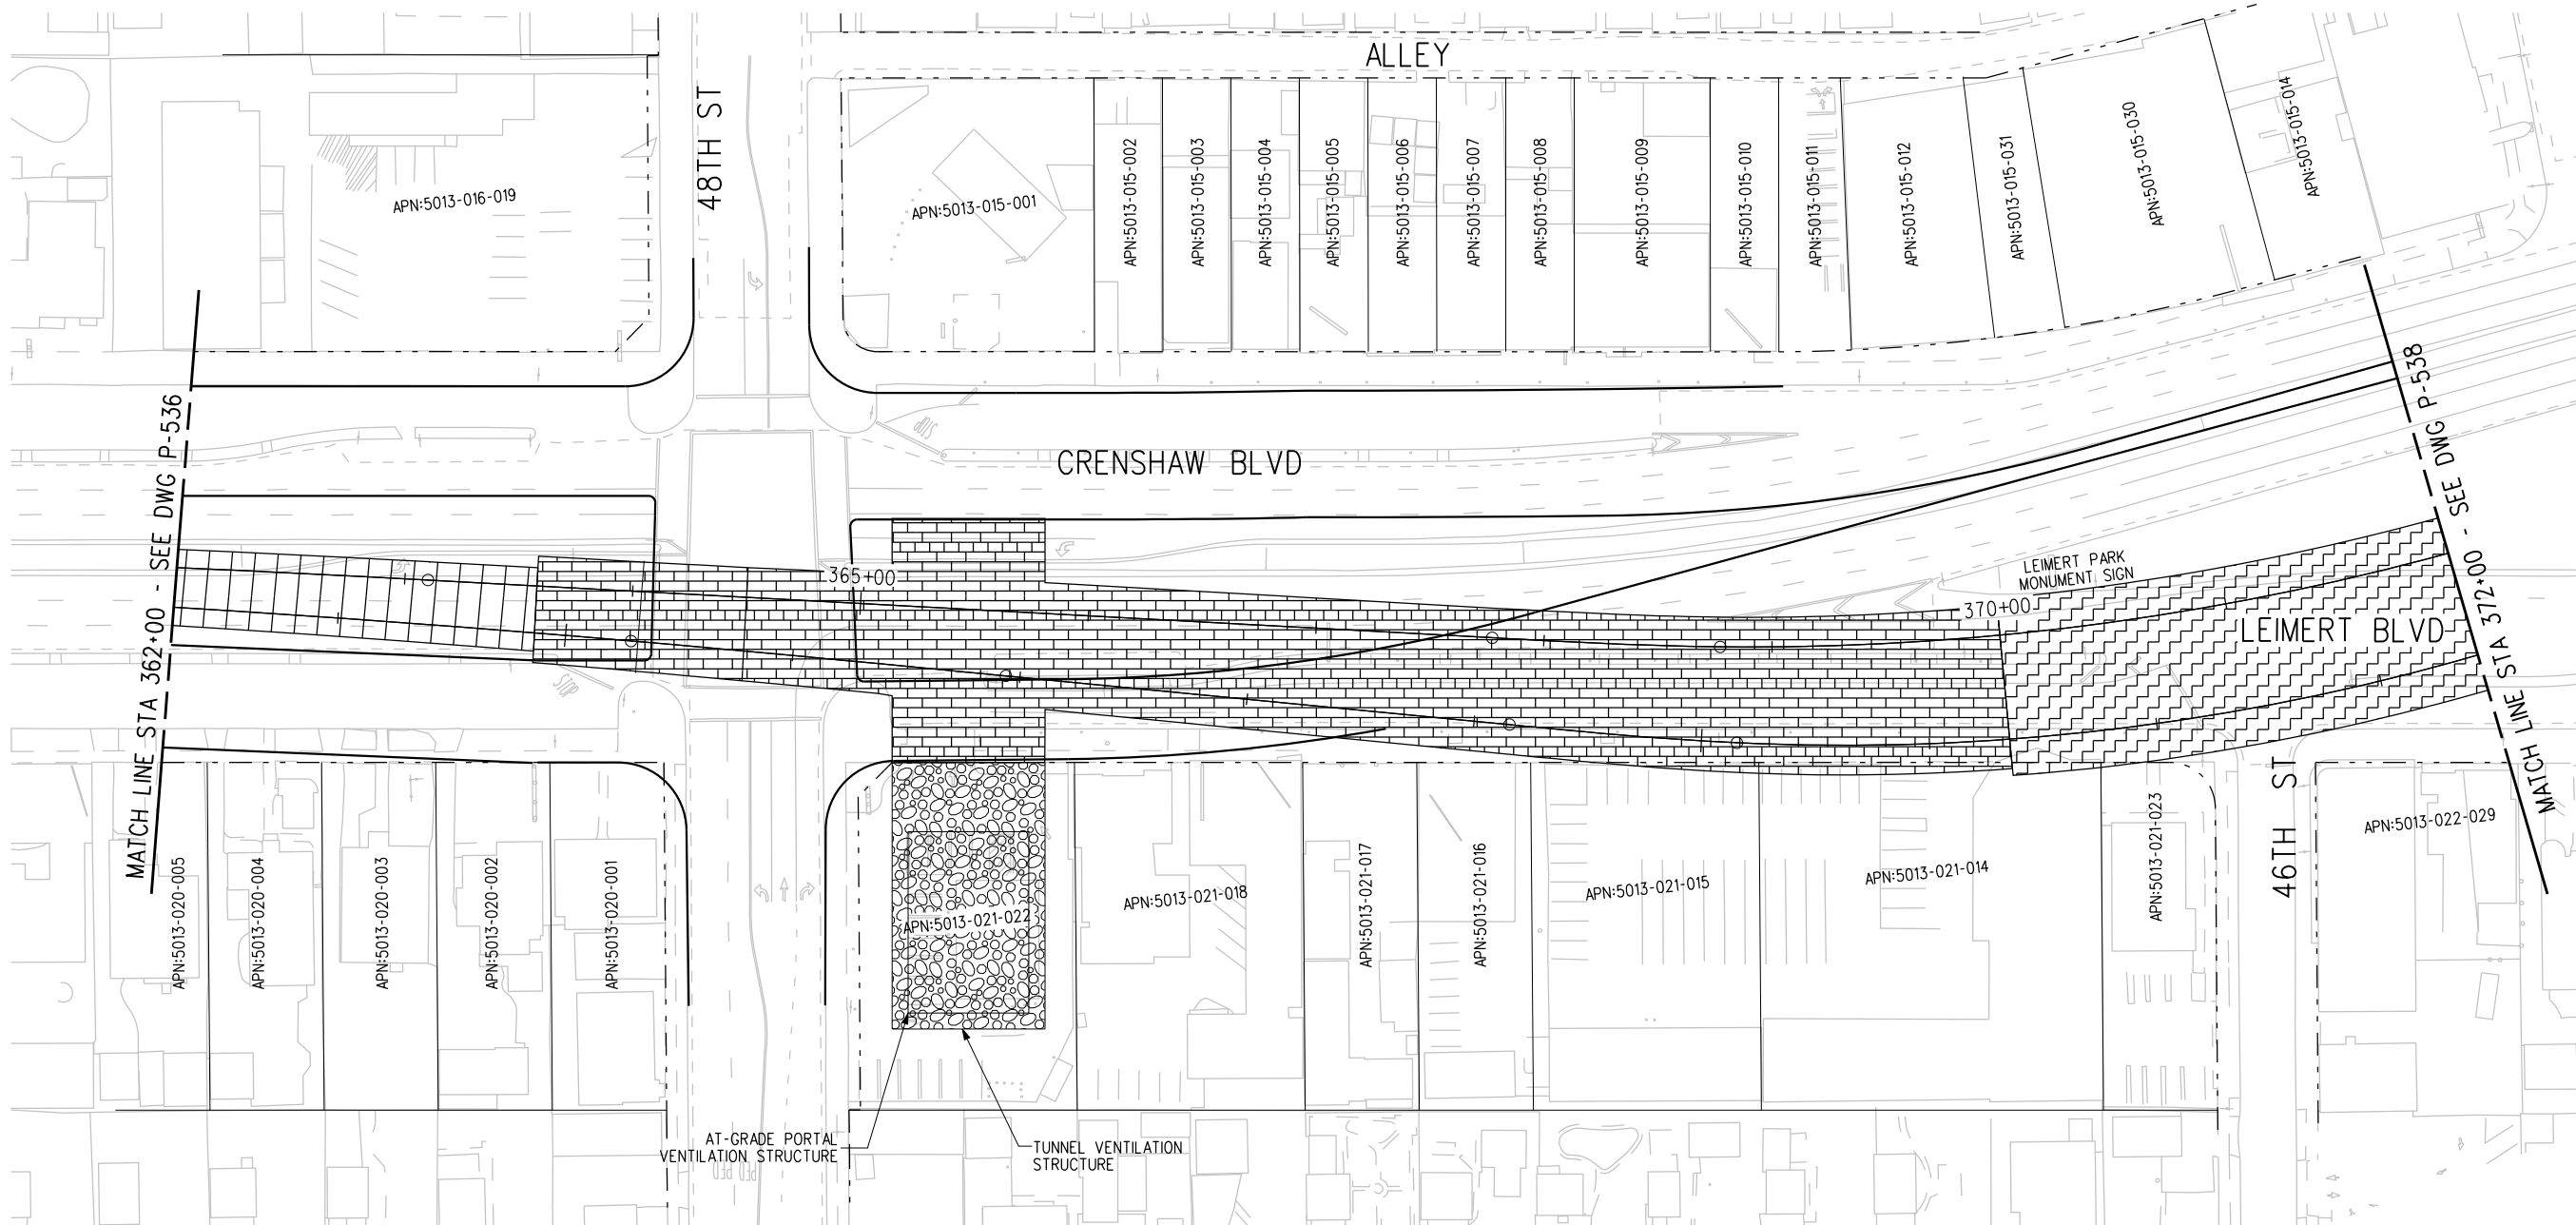 ALLEY
48TH ST
APN:5013-016-019
APN:5013-015-001
APN:5013-015-002
APN:5013-015-003
APN:5013-015-004
APN:5013-015-005
APN:5013-015-006
APN:5013-015-007
APN:5013-015-008
APN:5013-015-009
APN:5013-015-010
APN:5013-015-011
APN:5013-015-012
APN:5013-015-031
APN:5013-015-030
APN:5013-015-014
MATCH LINE STA 362+00 - SEE DWG P-536
CRENSHAW BLVD
MATCH LINE STA 372+00 - SEE DWG P-538
365+00
LEIMERT PARK
MONUMENT SIGN
370+00
LEIMERT BLVD
46TH ST
APN:5013-020-005
APN:5013-020-004
APN:5013-020-003
APN:5013-020-002
APN:5013-020-001
APN:5013-021-022
APN:5013-021-018
APN:5013-021-017
APN:5013-021-016
APN:5013-021-015
APN:5013-021-014
APN:5013-021-023
APN:5013-022-029
AT-GRADE PORTAL
VENTILATION STRUCTURE
TUNNEL VENTILATION
STRUCTURE